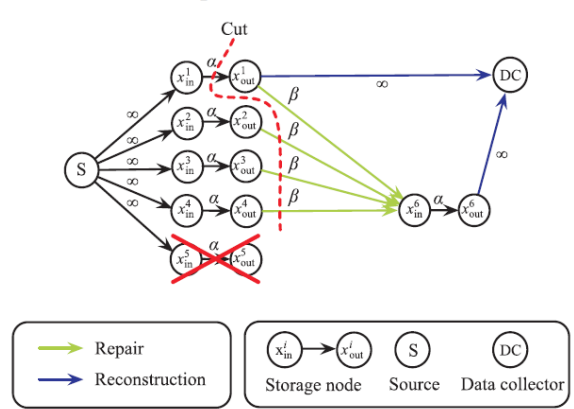 Cut
x¹in α x¹out ∞ DC
β
∞ x²in α x²out
β
∞ x³in α x³out
β
S ∞ x⁴in α x⁴out β x⁶in α x⁶out ∞
∞
x⁵in α x⁵out
Repair
Reconstruction
xⁱin xⁱout S DC
Storage node Source Data collector